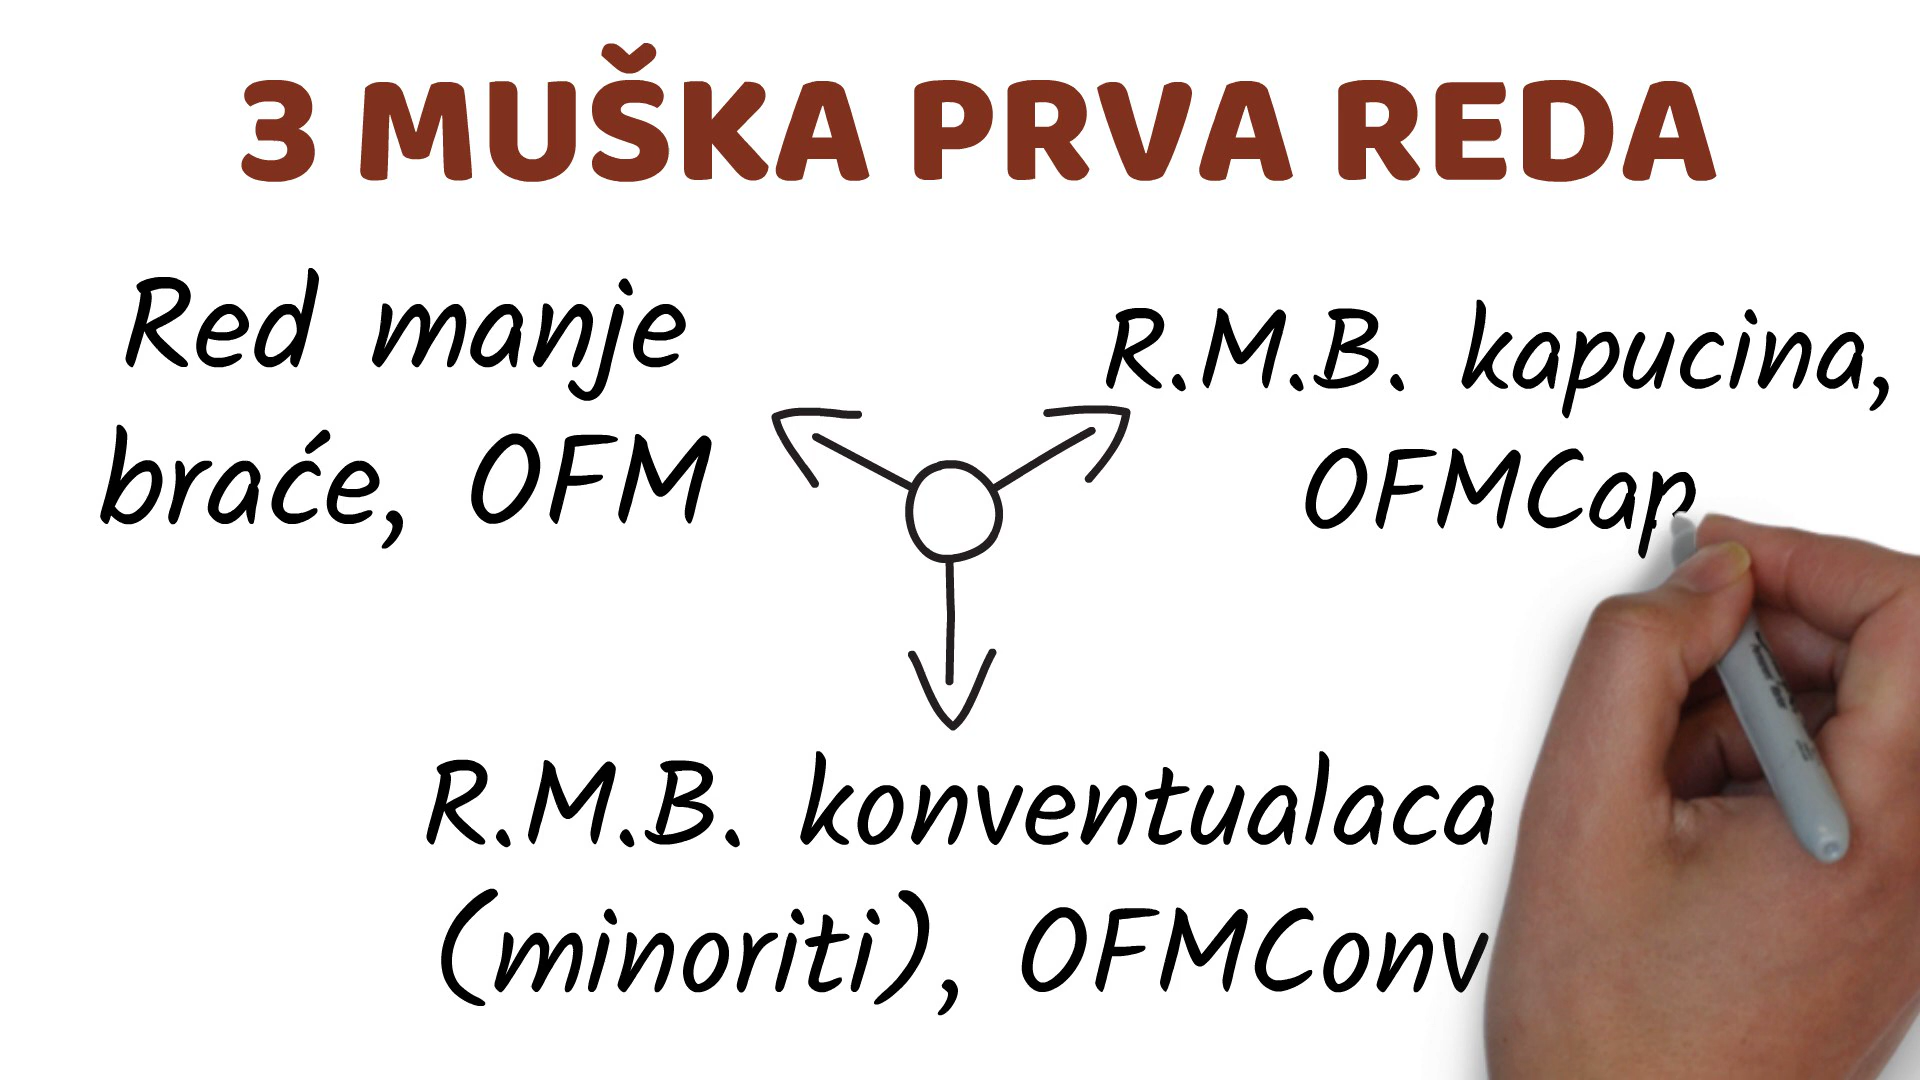 3 MUŠKA PRVA REDA
Red manje
braće, OFM
R.M.B. kapucina,
OFMCap
R.M.B. konventualaca
(minoriti), OFMConv